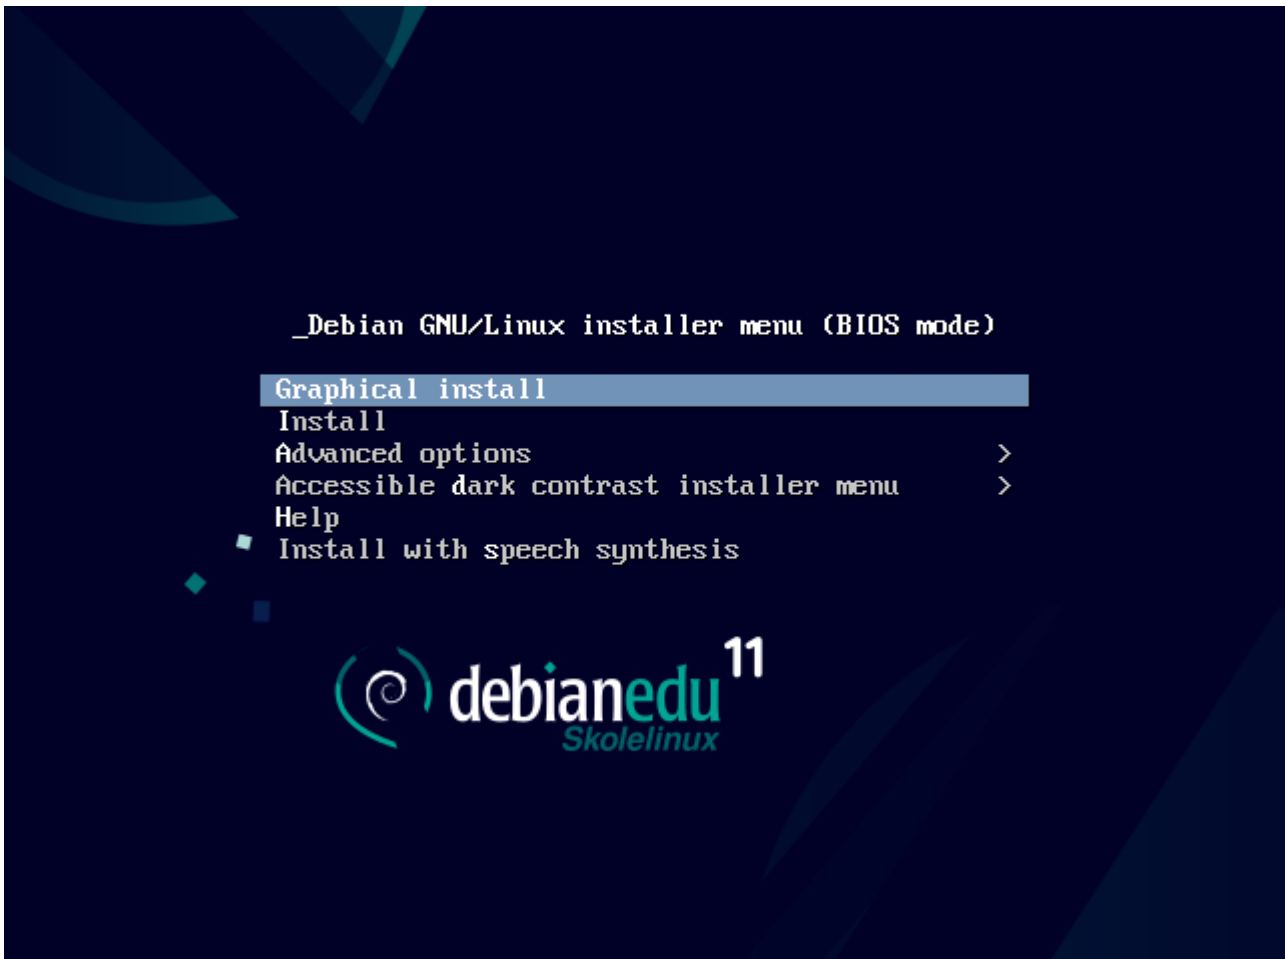 _Debian GNU/Linux installer menu (BIOS mode)
Graphical install
Install
Advanced options >
Accessible dark contrast installer menu >
Help
Install with speech synthesis
debianedu 11
Skolelinux